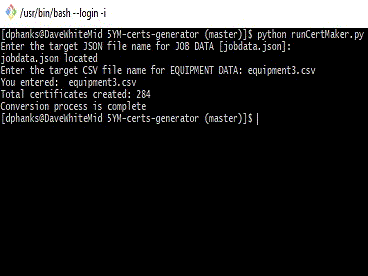 /usr/bin/bash --login -i
[dphanks@DaveWhiteMid 5YM-certs-generator (master)]$ python runCertMaker.py
Enter the target JSON file name for JOB DATA [jobdata.json]:
jobdata.json located
Enter the target CSV file name for EQUIPMENT DATA: equipment3.csv
You entered:  equipment3.csv
Total certificates created: 284
Conversion process is complete
[dphanks@DaveWhiteMid 5YM-certs-generator (master)]$